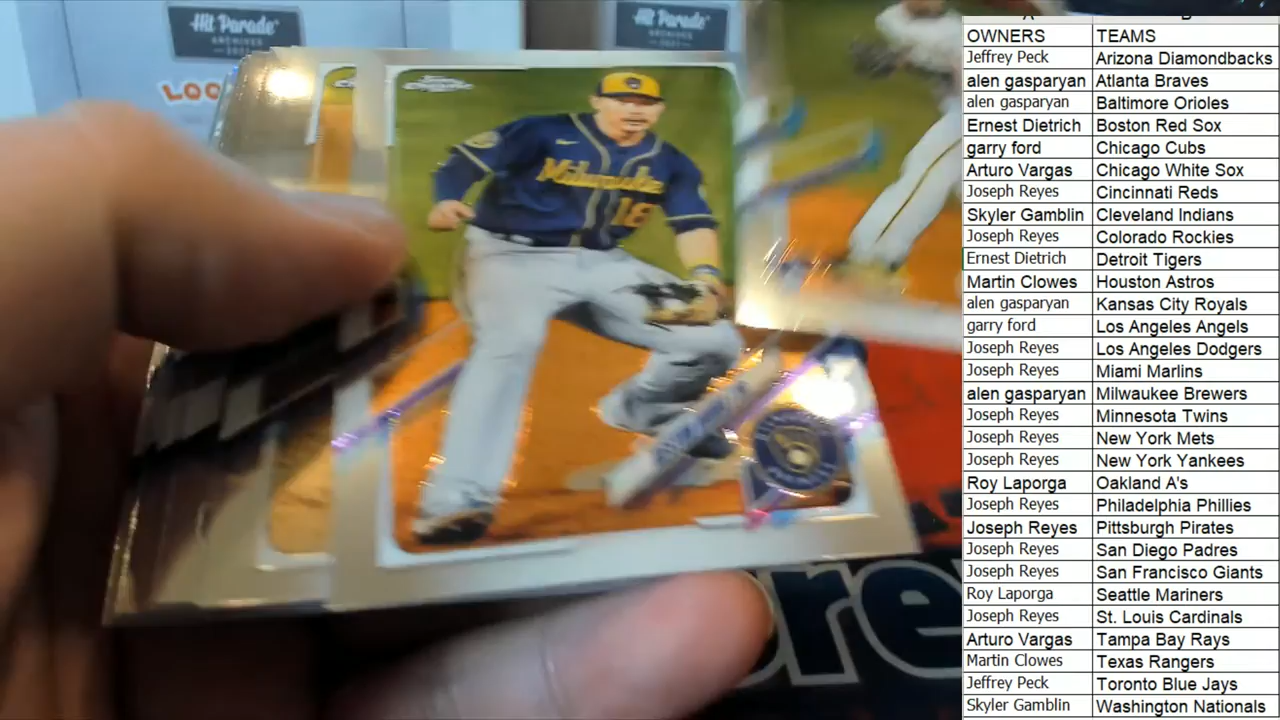 Hit Parade
ARCHIVES
Hit Parade
ARCHIVES
LOO
Topps
Chrome
Milwaukee
18
ore
OWNERS TEAMS
Jeffrey Peck Arizona Diamondbacks
alen gasparyan Atlanta Braves
alen gasparyan Baltimore Orioles
Ernest Dietrich Boston Red Sox
garry ford Chicago Cubs
Arturo Vargas Chicago White Sox
Joseph Reyes Cincinnati Reds
Skyler Gamblin Cleveland Indians
Joseph Reyes Colorado Rockies
Ernest Dietrich Detroit Tigers
Martin Clowes Houston Astros
alen gasparyan Kansas City Royals
garry ford Los Angeles Angels
Joseph Reyes Los Angeles Dodgers
Joseph Reyes Miami Marlins
alen gasparyan Milwaukee Brewers
Joseph Reyes Minnesota Twins
Joseph Reyes New York Mets
Joseph Reyes New York Yankees
Roy Laporga Oakland A's
Joseph Reyes Philadelphia Phillies
Joseph Reyes Pittsburgh Pirates
Joseph Reyes San Diego Padres
Joseph Reyes San Francisco Giants
Roy Laporga Seattle Mariners
Joseph Reyes St. Louis Cardinals
Arturo Vargas Tampa Bay Rays
Martin Clowes Texas Rangers
Jeffrey Peck Toronto Blue Jays
Skyler Gamblin Washington Nationals